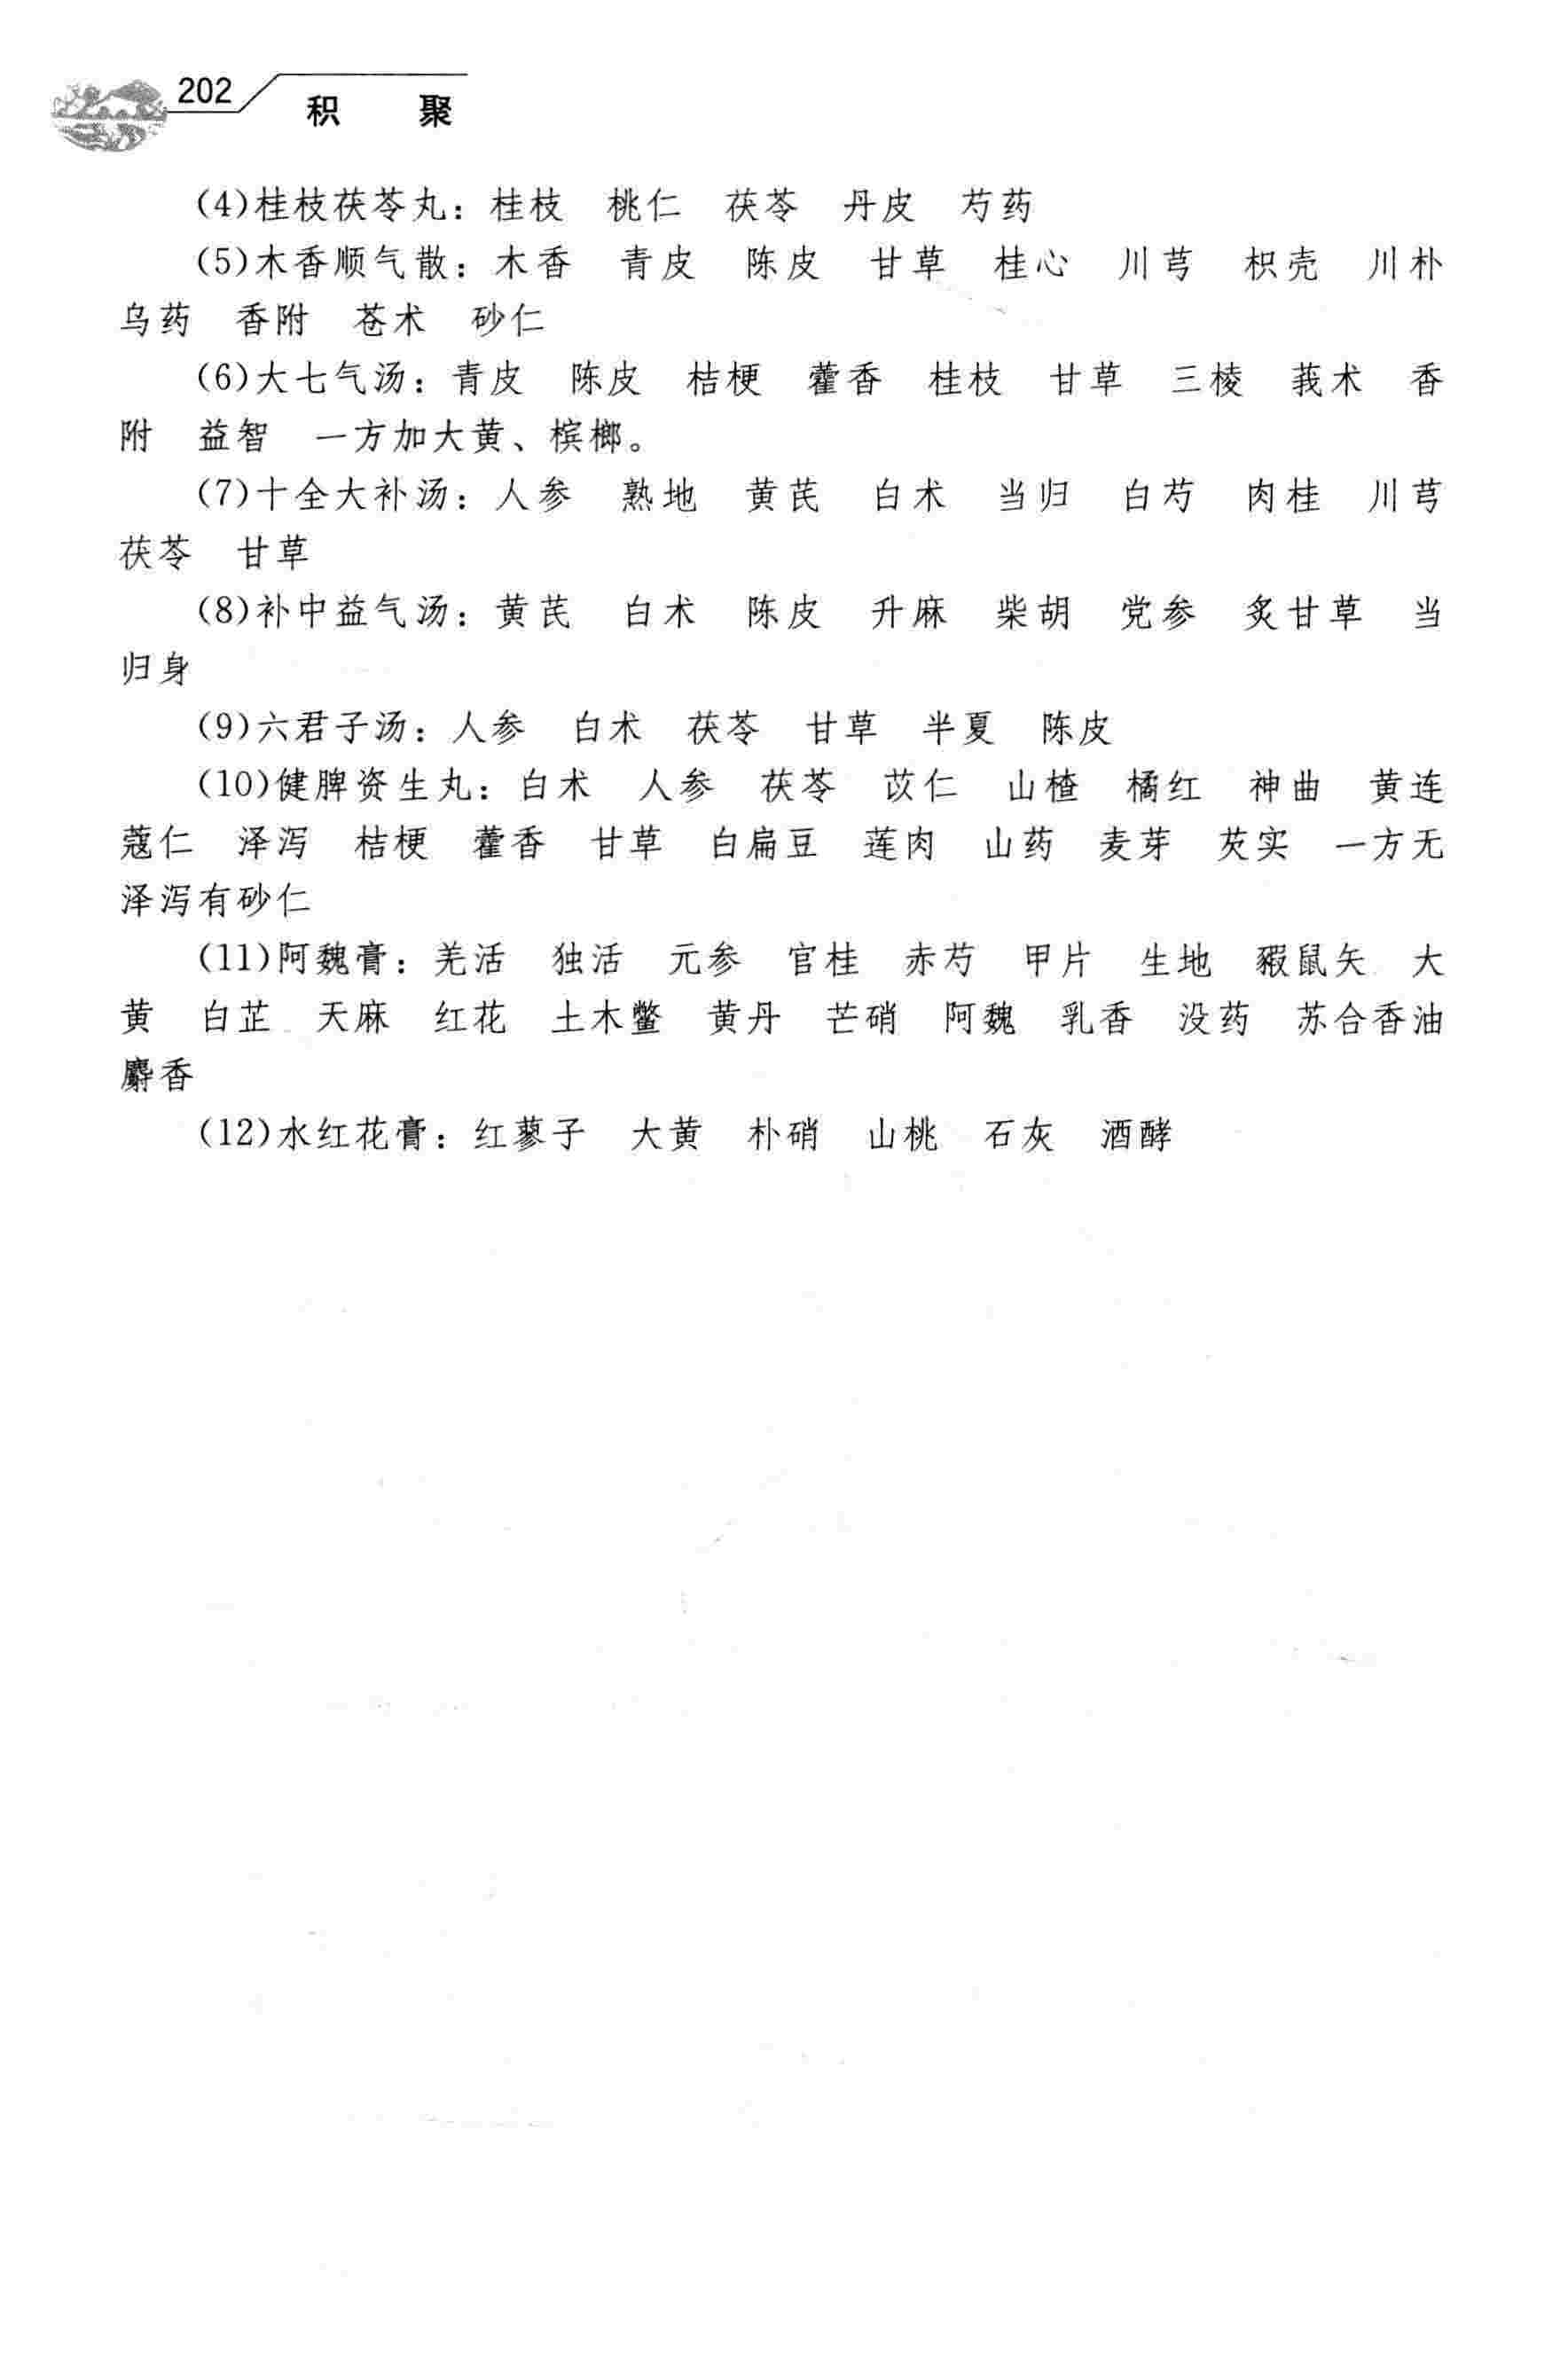 202
积 聚
(4)桂枝茯苓丸：桂枝 桃仁 茯苓 丹皮 芍药
(5)木香顺气散：木香 青皮 陈皮 甘草 桂心 川芎 枳壳 川朴
乌药 香附 苍术 砂仁
(6)大七气汤：青皮 陈皮 桔梗 藿香 桂枝 甘草 三棱 莪术 香
附 益智 一方加大黄、槟榔。
(7)十全大补汤：人参 熟地 黄芪 白术 当归 白芍 肉桂 川芎
茯苓 甘草
(8)补中益气汤：黄芪 白术 陈皮 升麻 柴胡 党参 炙甘草 当
归身
(9)六君子汤：人参 白术 茯苓 甘草 半夏 陈皮
(10)健脾资生丸：白术 人参 茯苓 苡仁 山楂 橘红 神曲 黄连
蔻仁 泽泻 桔梗 藿香 甘草 白扁豆 莲肉 山药 麦芽 芡实 一方无
泽泻有砂仁
(11)阿魏膏：羌活 独活 元参 官桂 赤芍 甲片 生地 豭鼠矢 大
黄 白芷 天麻 红花 土木鳖 黄丹 芒硝 阿魏 乳香 没药 苏合香油
麝香
(12)水红花膏：红蓼子 大黄 朴硝 山桃 石灰 酒酵